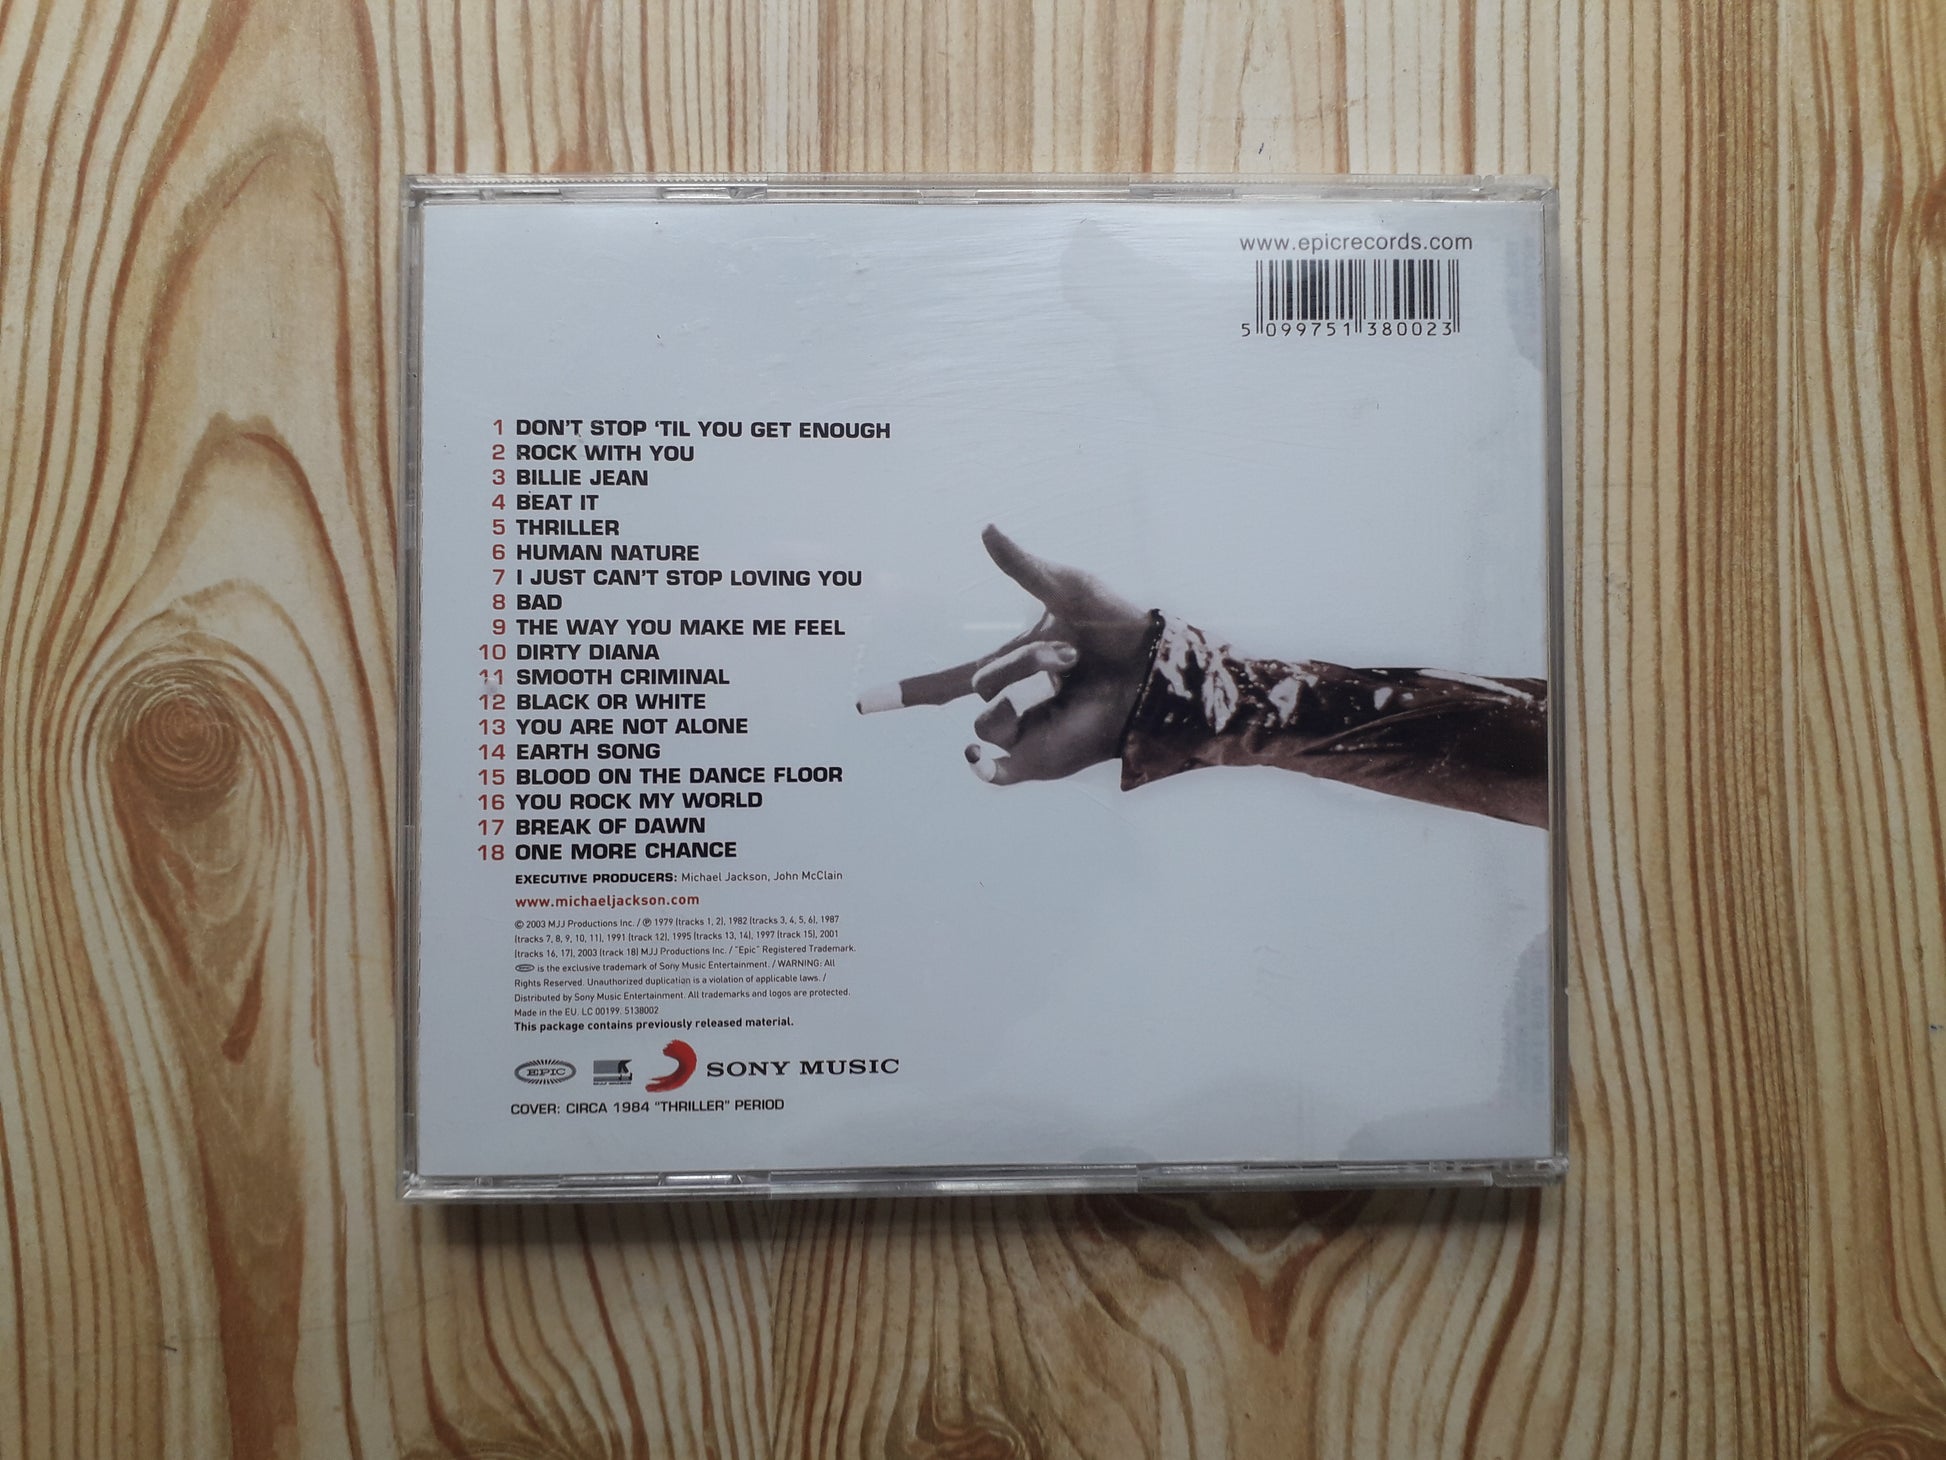 www.epicrecords.com
5 099751 380023
1 DON'T STOP 'TIL YOU GET ENOUGH
2 ROCK WITH YOU
3 BILLIE JEAN
4 BEAT IT
5 THRILLER
6 HUMAN NATURE
7 I JUST CAN'T STOP LOVING YOU
8 BAD
9 THE WAY YOU MAKE ME FEEL
10 DIRTY DIANA
11 SMOOTH CRIMINAL
12 BLACK OR WHITE
13 YOU ARE NOT ALONE
14 EARTH SONG
15 BLOOD ON THE DANCE FLOOR
16 YOU ROCK MY WORLD
17 BREAK OF DAWN
18 ONE MORE CHANCE
EXECUTIVE PRODUCERS: Michael Jackson, John McClain
www.michaeljackson.com
© 2003 MJJ Productions Inc. / ℗ 1979 (tracks 1, 2), 1982 (tracks 3, 4, 5, 6), 1987
(tracks 7, 8, 9, 10, 11), 1991 (track 12), 1995 (tracks 13, 14), 1997 (track 15), 2001
(tracks 16, 17), 2003 (track 18) MJJ Productions Inc. / "Epic" Registered Trademark.
is the exclusive trademark of Sony Music Entertainment. / WARNING: All
Rights Reserved. Unauthorized duplication is a violation of applicable laws. /
Distributed by Sony Music Entertainment. All trademarks and logos are protected.
Made in the EU. LC 00199. 5138002
This package contains previously released material.
EPIC SONY MUSIC
COVER: CIRCA 1984 "THRILLER" PERIOD